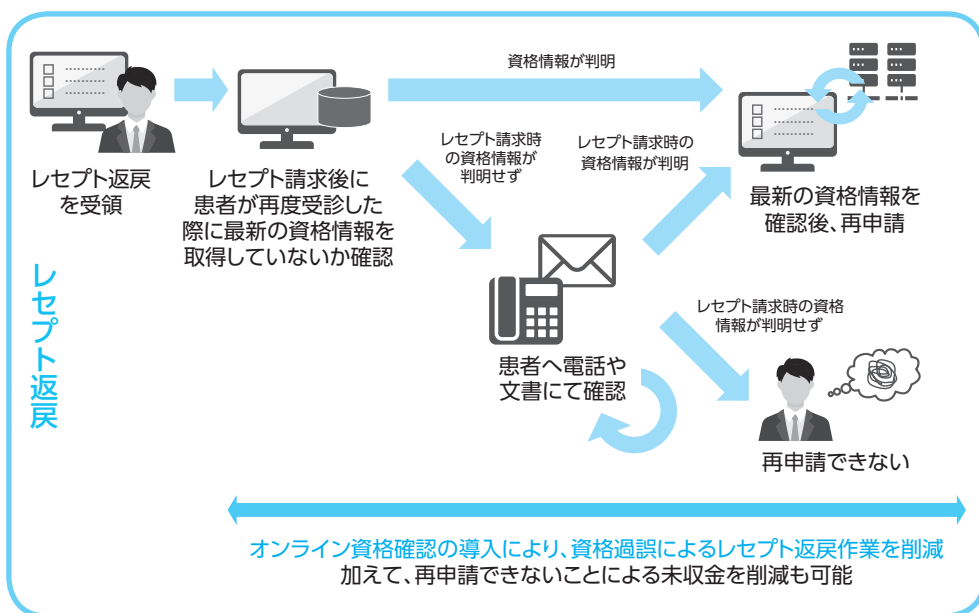 レセプト返戻
レセプト返戻
を受領
レセプト請求後に
患者が再度受診した
際に最新の資格情報を
取得していないか確認
資格情報が判明
レセプト請求時
の資格情報が
判明せず
レセプト請求時の
資格情報が判明
最新の資格情報を
確認後、再申請
患者へ電話や
文書にて確認
レセプト請求時の資格
情報が判明せず
再申請できない
オンライン資格確認の導入により、資格過誤によるレセプト返戻作業を削減
加えて、再申請できないことによる未収金を削減も可能